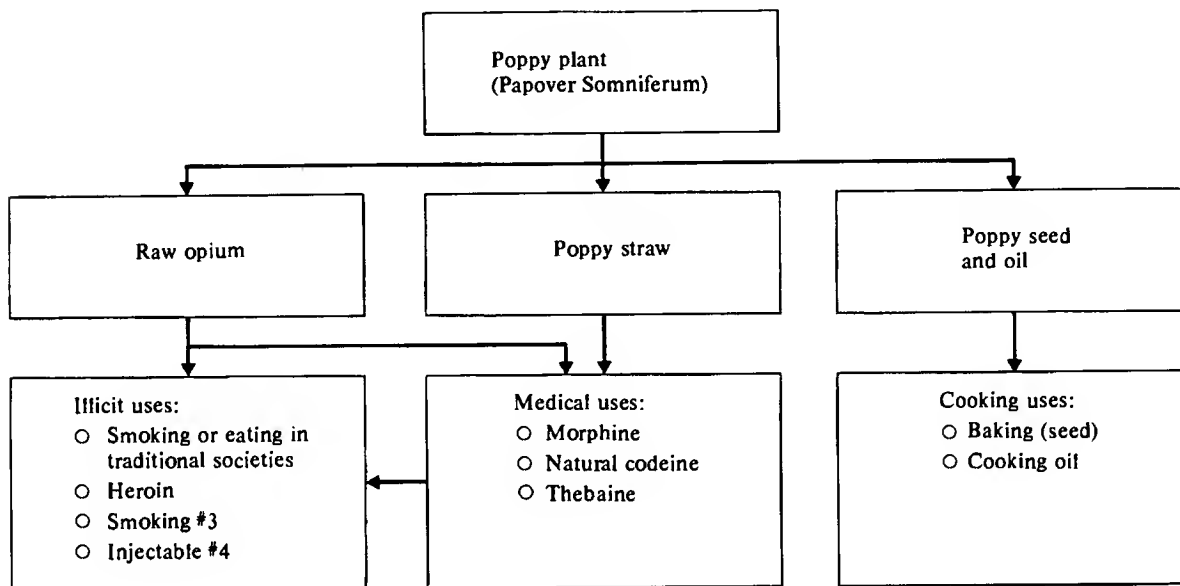 Poppy plant
(Papover Somniferum)
Raw opium
Poppy straw
Poppy seed
and oil
Illicit uses:
○ Smoking or eating in
traditional societies
○ Heroin
○ Smoking #3
○ Injectable #4
Medical uses:
○ Morphine
○ Natural codeine
○ Thebaine
Cooking uses:
○ Baking (seed)
○ Cooking oil